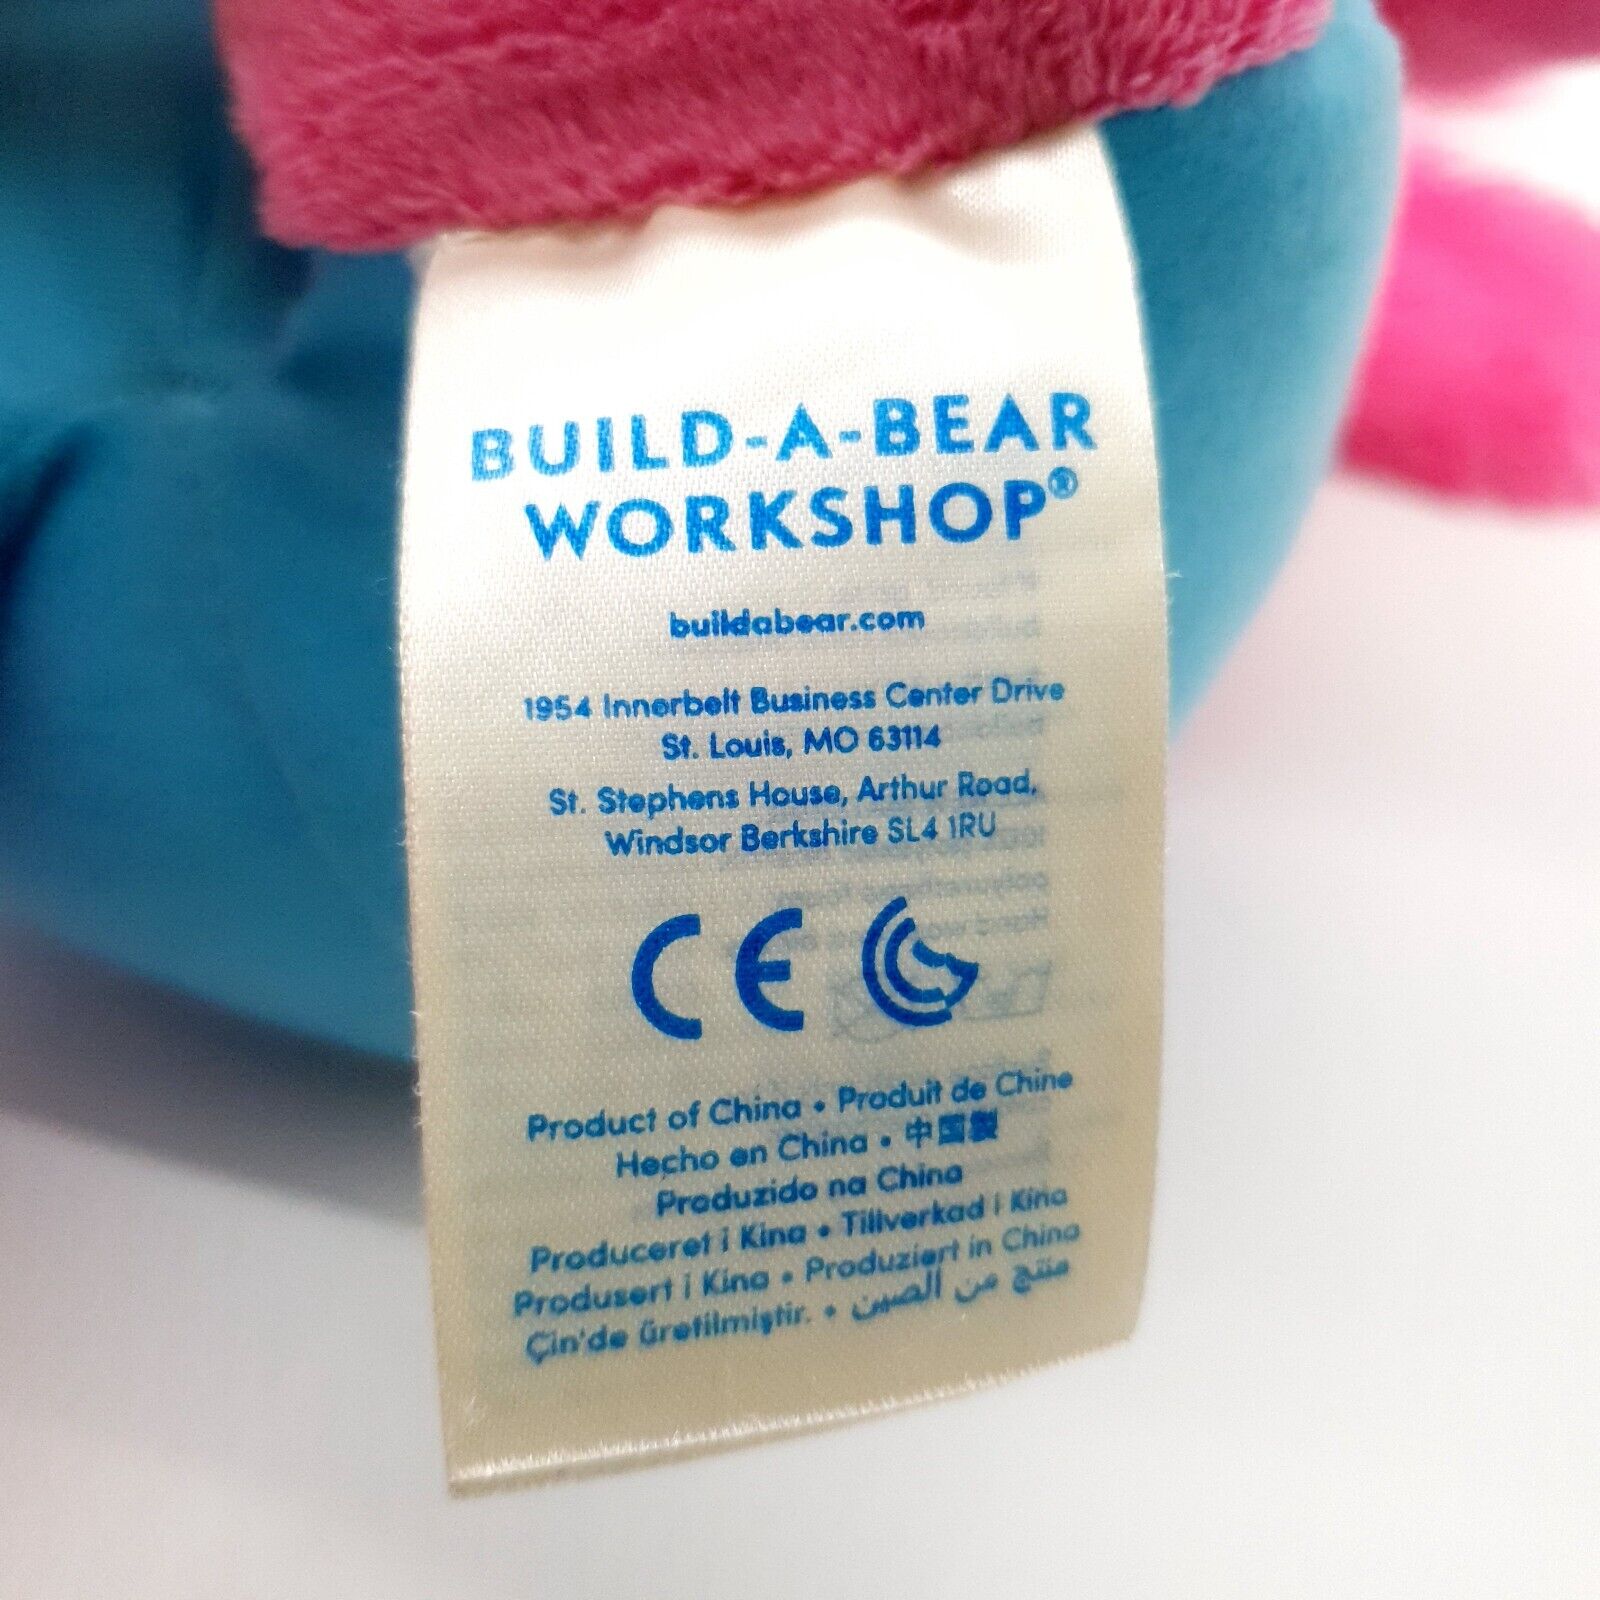 BUILD-A-BEAR
WORKSHOP®
buildabear.com
1954 Innerbelt Business Center Drive
St. Louis, MO 63114
St. Stephens House, Arthur Road,
Windsor Berkshire SL4 1RU
CE
Product of China • Produit de Chine
Hecho en China • 中国製
Produzido na China
Produceret i Kina • Tillverkad i Kina
Produsert i Kina • Produziert in China
Çin'de üretilmiştir. • منتج من الصين